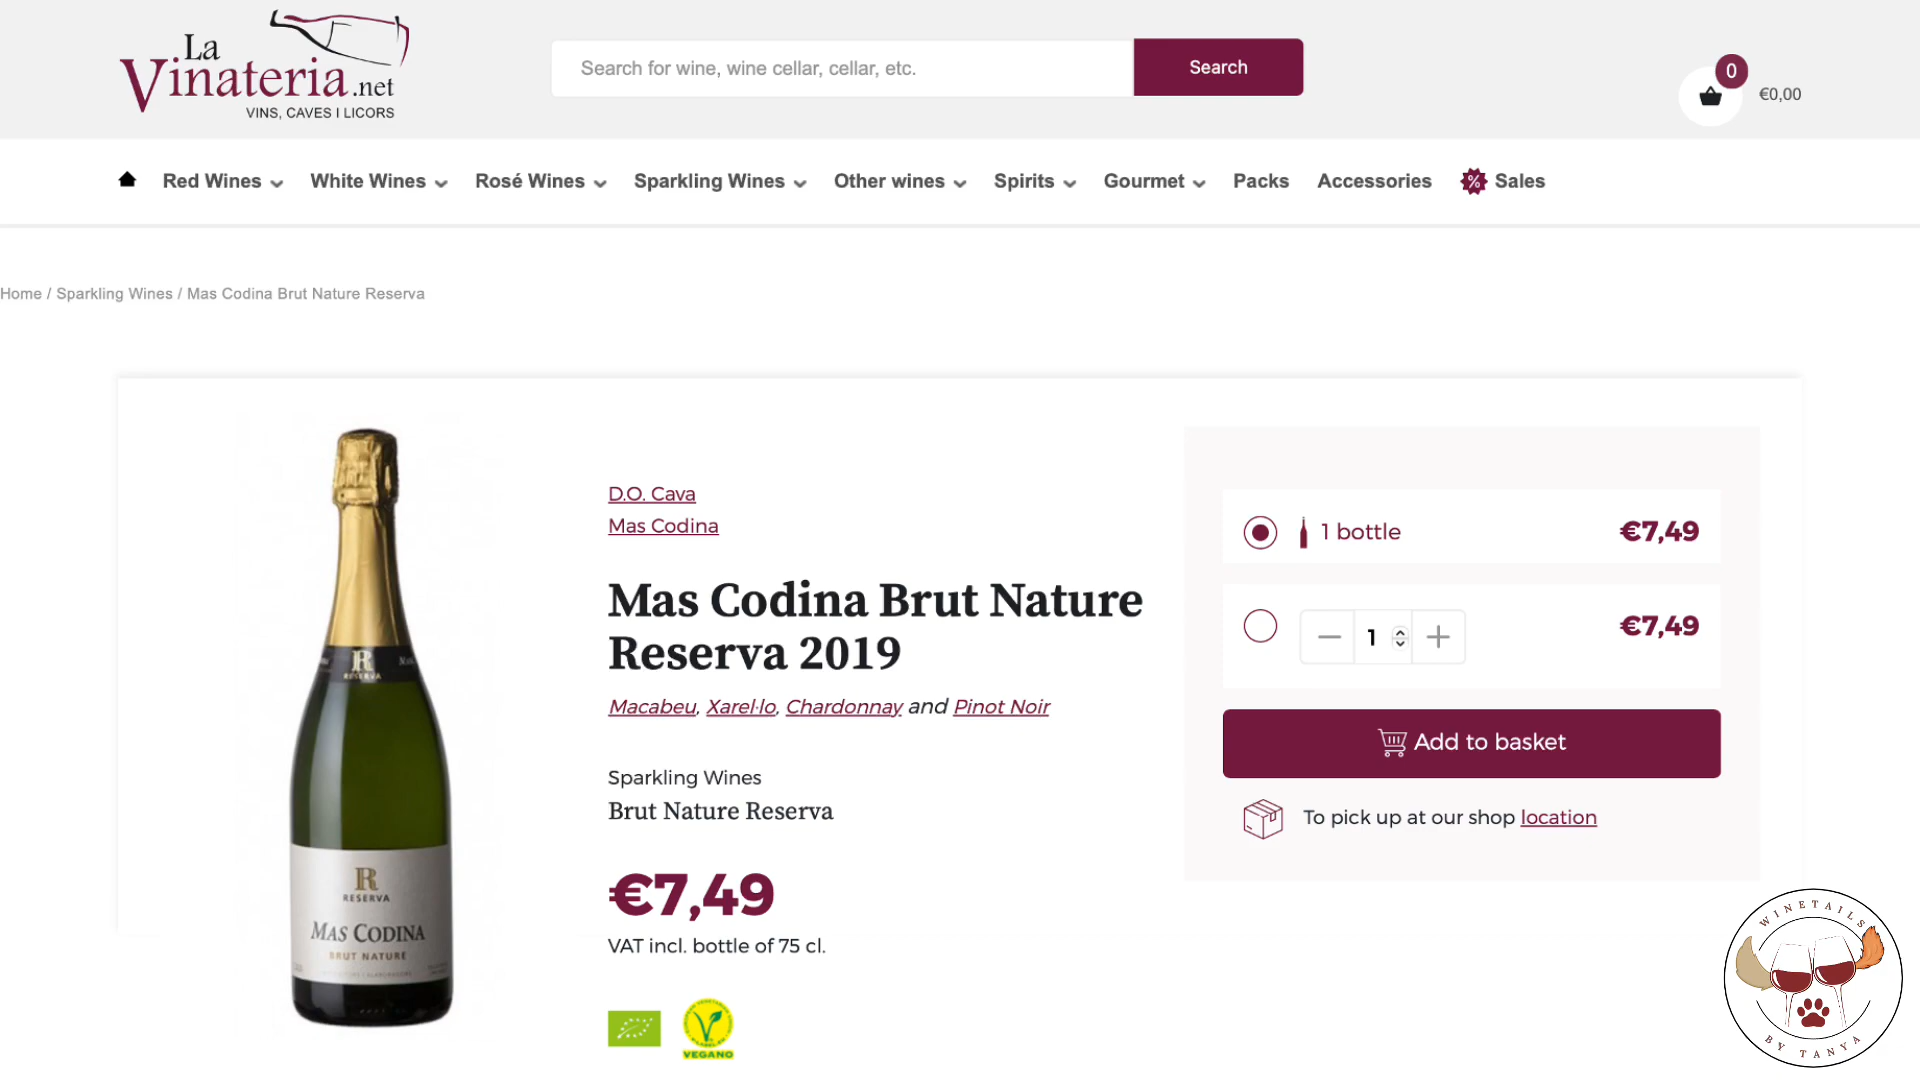 La
Vinateria.net
VINS, CAVES I LICORS
Search for wine, wine cellar, cellar, etc.
Search
0
€0,00
Red Wines
White Wines
Rosé Wines
Sparkling Wines
Other wines
Spirits
Gourmet
Packs
Accessories
%
Sales
Home / Sparkling Wines / Mas Codina Brut Nature Reserva
R
RESERVA
R
RESERVA
MAS CODINA
BRUT NATURE
D.O. Cava
Mas Codina
Mas Codina Brut Nature
Reserva 2019
Macabeu, Xarel·lo, Chardonnay and Pinot Noir
Sparkling Wines
Brut Nature Reserva
€7,49
VAT incl. bottle of 75 cl.
VEGANO
1 bottle
€7,49
1
€7,49
Add to basket
To pick up at our shop location
WINETAILS
BY TANYA